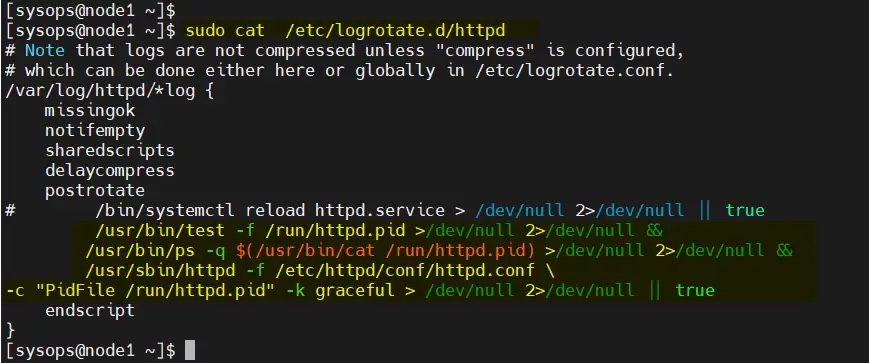 [sysops@node1 ~]$
[sysops@node1 ~]$ sudo cat  /etc/logrotate.d/httpd
# Note that logs are not compressed unless "compress" is configured,
# which can be done either here or globally in /etc/logrotate.conf.
/var/log/httpd/*log {
    missingok
    notifempty
    sharedscripts
    delaycompress
    postrotate
#        /bin/systemctl reload httpd.service > /dev/null 2>/dev/null || true
         /usr/bin/test -f /run/httpd.pid >/dev/null 2>/dev/null &&
        /usr/bin/ps -q $(/usr/bin/cat /run/httpd.pid) >/dev/null 2>/dev/null &&
        /usr/sbin/httpd -f /etc/httpd/conf/httpd.conf \
-c "PidFile /run/httpd.pid" -k graceful > /dev/null 2>/dev/null || true
    endscript
}
[sysops@node1 ~]$